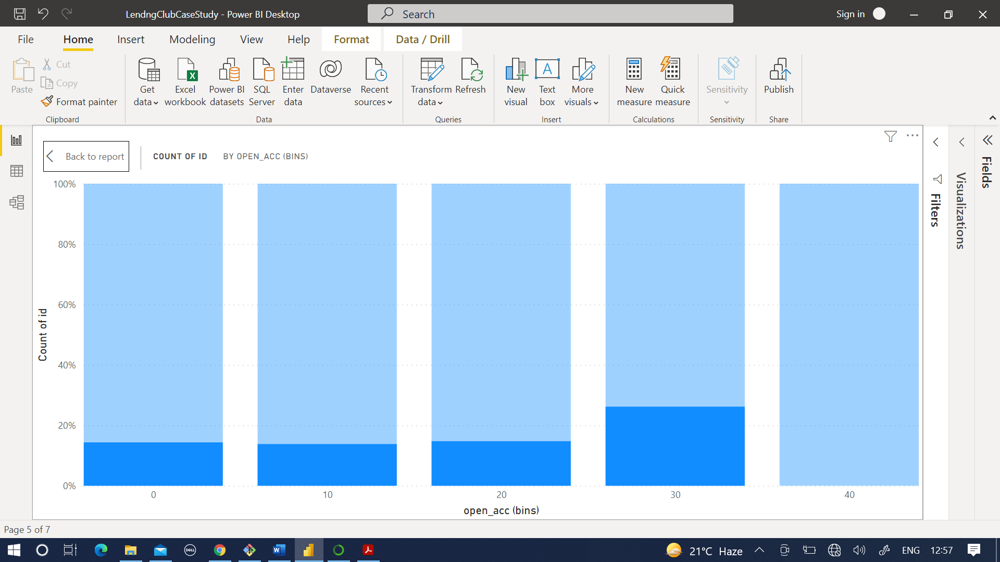 LendngClubCaseStudy - Power BI Desktop
Search
Sign in
File Home Insert Modeling View Help Format Data / Drill
Paste
Cut
Copy
Format painter
Clipboard
Get data
Excel workbook
Power BI datasets
SQL Server
Enter data
Dataverse
Recent sources
Data
Transform data
Refresh
Queries
New visual
Text box
More visuals
Insert
New measure
Quick measure
Calculations
Sensitivity
Sensitivity
Publish
Share
Back to report
COUNT OF ID BY OPEN_ACC (BINS)
100%
80%
60%
40%
20%
0%
Count of id
0 10 20 30 40
open_acc (bins)
Filters
Visualizations
Fields
Page 5 of 7
DELL
21°C Haze
ENG
12:57